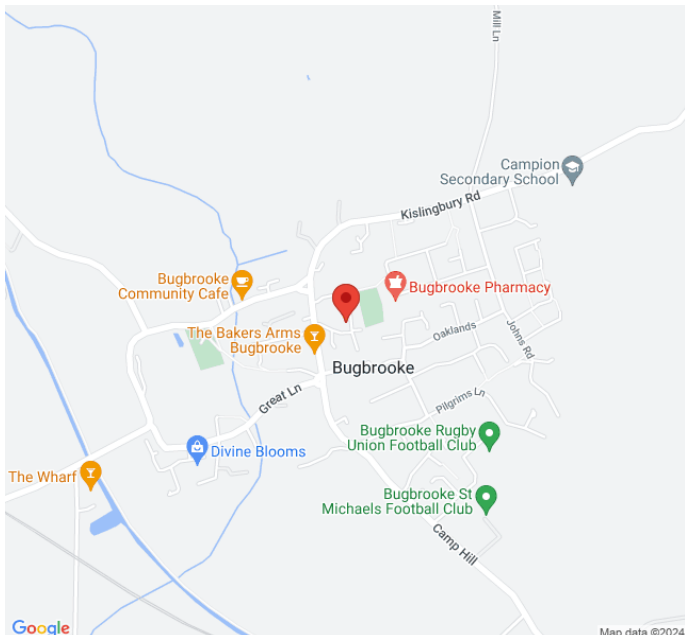 Mill Ln
Campion
Secondary School
Kislingbury Rd
Bugbrooke
Community Cafe
Bugbrooke Pharmacy
The Bakers Arms
Bugbrooke
Oaklands
Johns Rd
Bugbrooke
Great Ln
Pilgrims Ln
Bugbrooke Rugby
Union Football Club
Divine Blooms
The Wharf
Bugbrooke St
Michaels Football Club
Camp Hill
Google
Map data ©2024